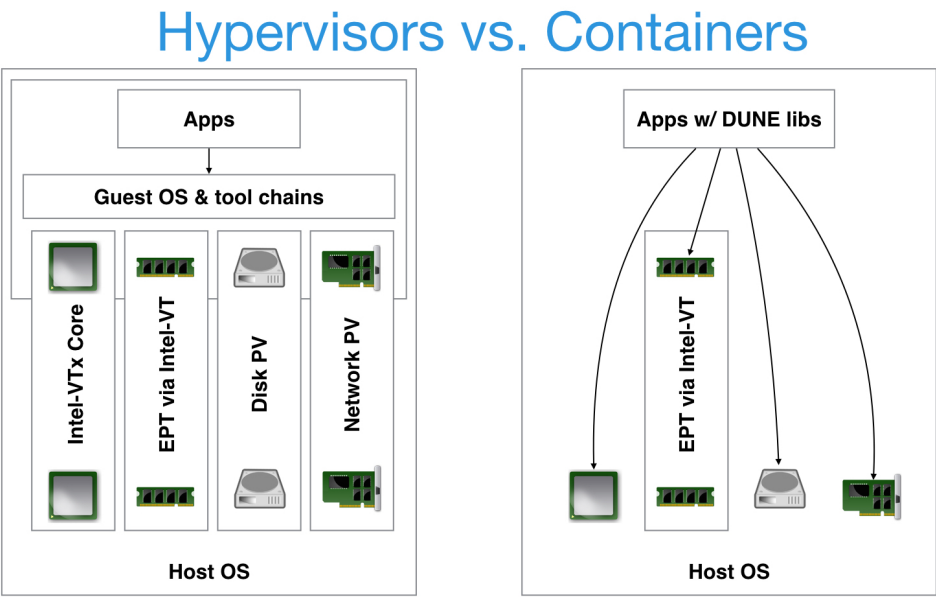 Hypervisors vs. Containers
Apps
Guest OS & tool chains
Intel-VTx Core
EPT via Intel-VT
Disk PV
Network PV
Host OS
Apps w/ DUNE libs
EPT via Intel-VT
Host OS